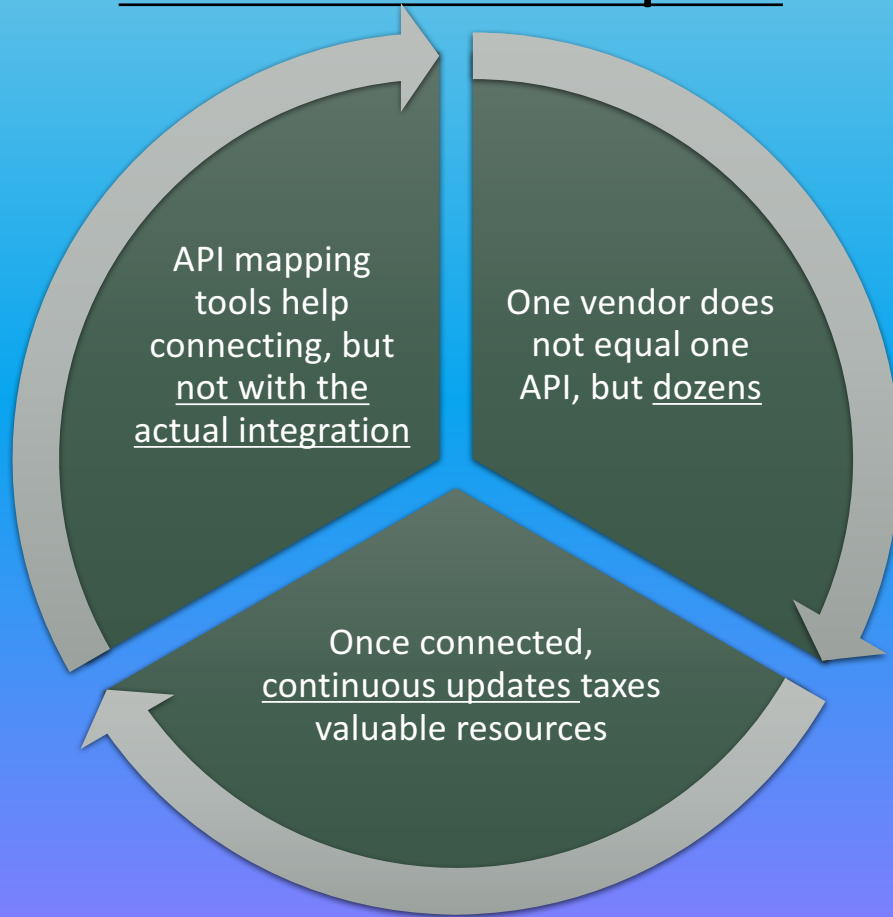 API mapping
tools help
connecting, but
not with the
actual integration
One vendor does
not equal one
API, but dozens
Once connected,
continuous updates taxes
valuable resources